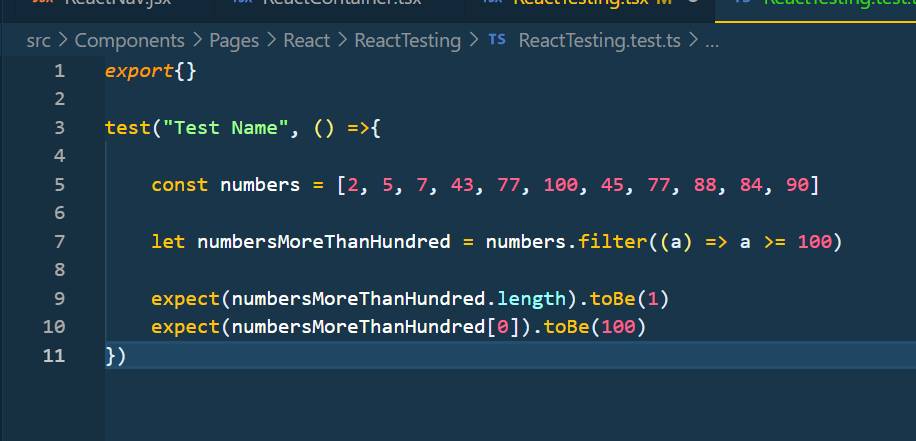 ReactNav.jsx ReactContainer.tsx ReactTesting.tsx M ReactTesting.test.
src > Components > Pages > React > ReactTesting > TS ReactTesting.test.ts > ...
1 export{}
2
3 test("Test Name", () =>{
4
5 const numbers = [2, 5, 7, 43, 77, 100, 45, 77, 88, 84, 90]
6
7 let numbersMoreThanHundred = numbers.filter((a) => a >= 100)
8
9 expect(numbersMoreThanHundred.length).toBe(1)
10 expect(numbersMoreThanHundred[0]).toBe(100)
11 })